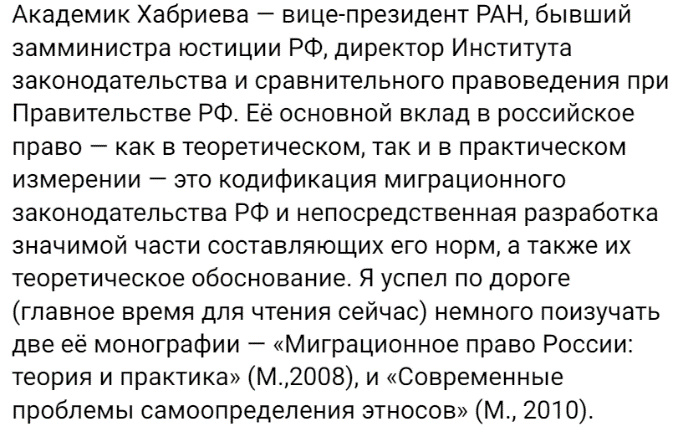 Академик Хабриева — вице-президент РАН, бывший
замминистра юстиции РФ, директор Института
законодательства и сравнительного правоведения при
Правительстве РФ. Её основной вклад в российское
право — как в теоретическом, так и в практическом
измерении — это кодификация миграционного
законодательства РФ и непосредственная разработка
значимой части составляющих его норм, а также их
теоретическое обоснование. Я успел по дороге
(главное время для чтения сейчас) немного поизучать
две её монографии — «Миграционное право России:
теория и практика» (М.,2008), и «Современные
проблемы самоопределения этносов» (М., 2010).